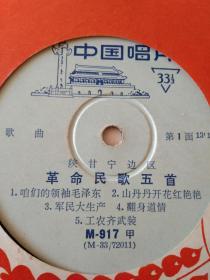 中国唱片
33⅓
歌曲
第1面 13'1
陕甘宁边区
革命民歌五首
1.咱们的领袖毛泽东 2.山丹丹开花红艳艳
3.军民大生产 4.翻身道情
5.工农齐武装
M-917 甲
(M-33/72011)